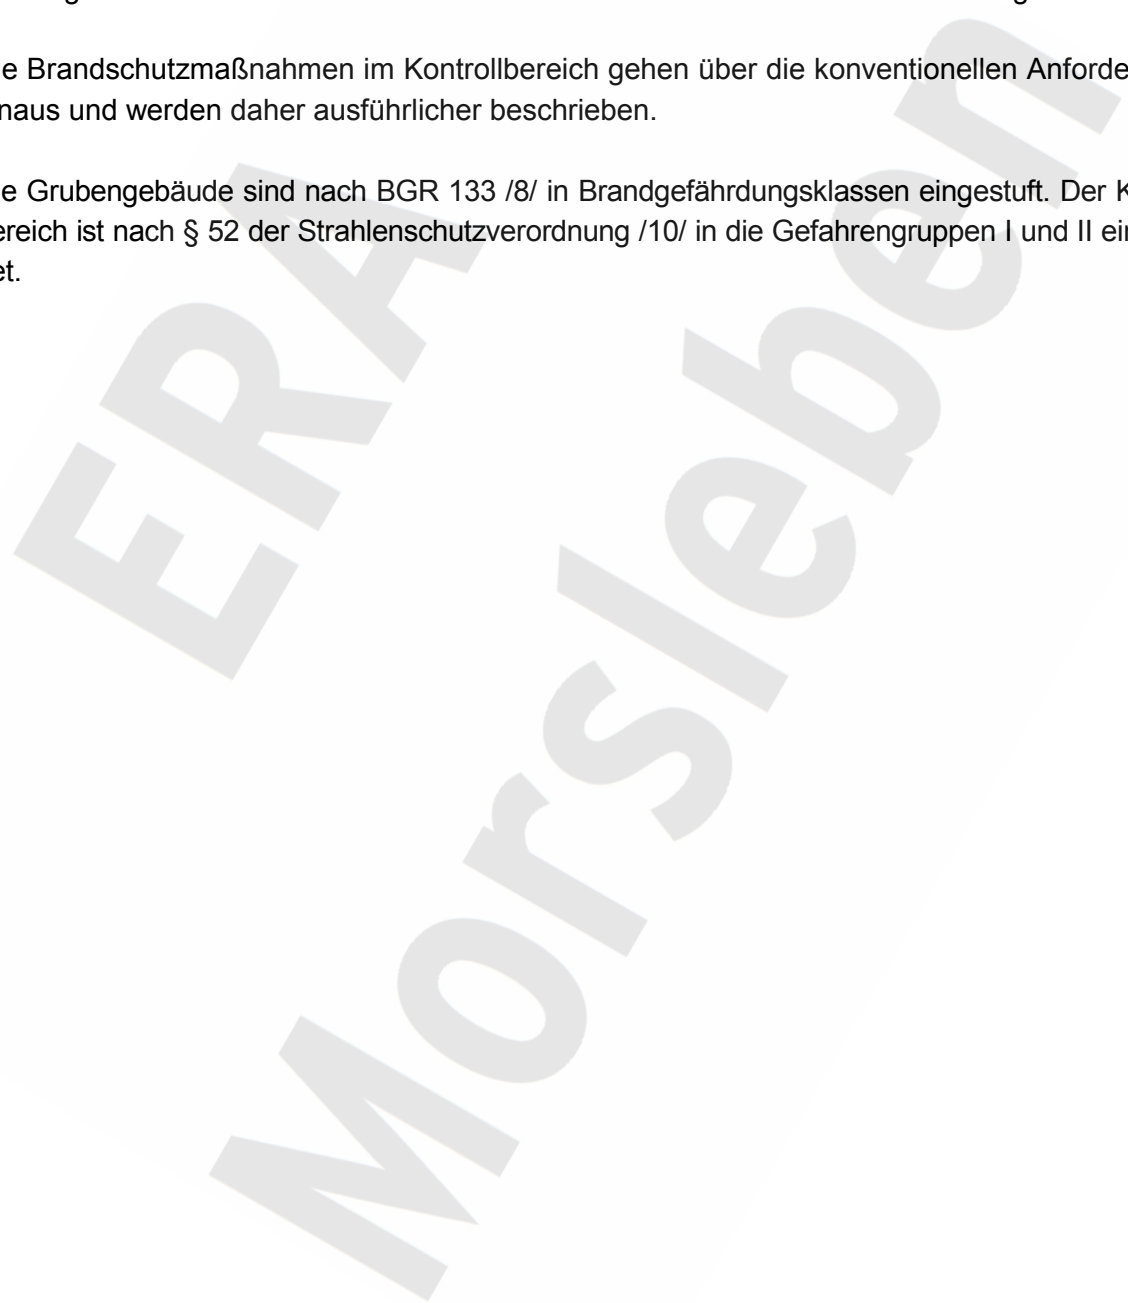 e Brandschutzmaßnahmen im Kontrollbereich gehen über die konventionellen Anforde
naus und werden daher ausführlicher beschrieben.
e Grubengebäude sind nach BGR 133 /8/ in Brandgefährdungsklassen eingestuft. Der K
ereich ist nach § 52 der Strahlenschutzverordnung /10/ in die Gefahrengruppen I und II ein
et.
ERA
Morsleben